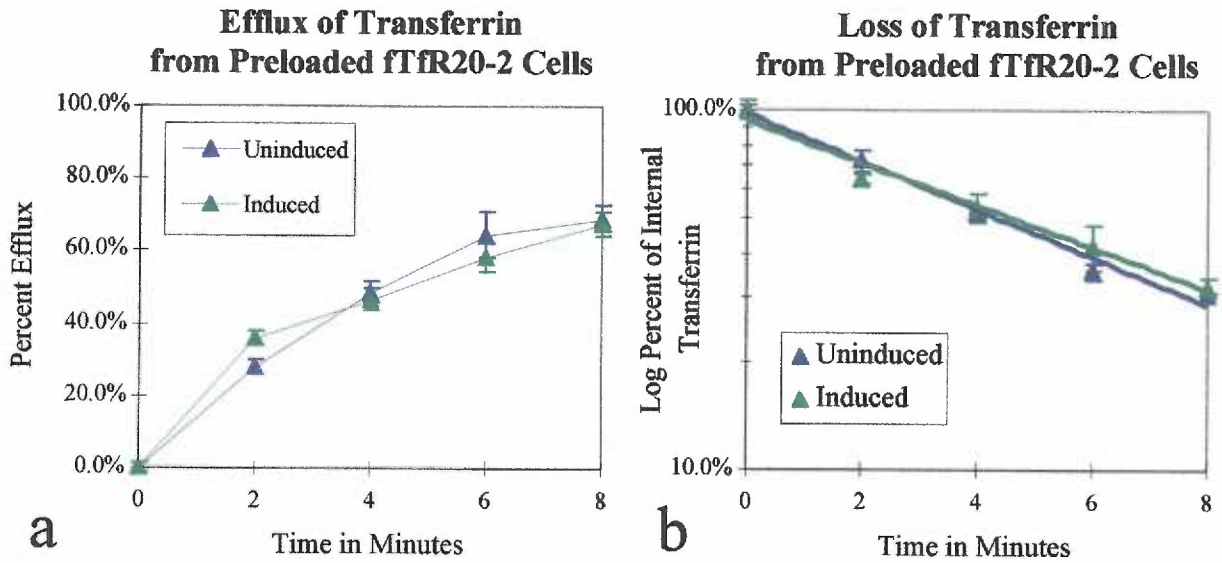 Efflux of Transferrin
from Preloaded fTfR20-2 Cells
100.0%
80.0%
60.0%
40.0%
20.0%
0.0%
Percent Efflux
Uninduced
Induced
0
2
4
6
8
Time in Minutes
a
Loss of Transferrin
from Preloaded fTfR20-2 Cells
100.0%
10.0%
Log Percent of Internal
Transferrin
Uninduced
Induced
0
2
4
6
8
Time in Minutes
b